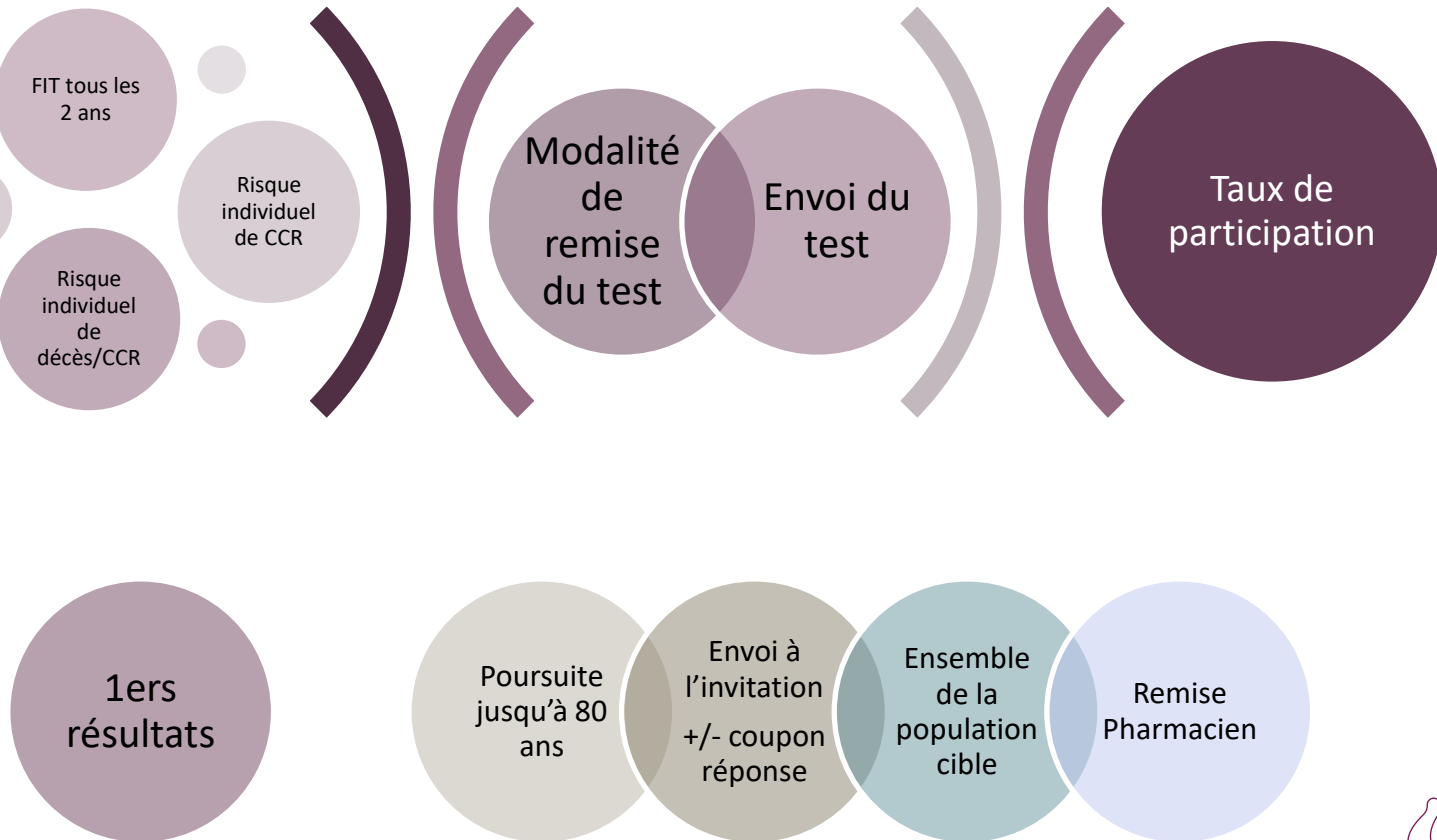 FIT tous les
2 ans
Risque
individuel
de CCR
Risque
individuel
de
décès/CCR
Modalité
de
remise
du test
Envoi du
test
Taux de
participation
1ers
résultats
Poursuite
jusqu'à 80
ans
Envoi à
l'invitation
+/- coupon
réponse
Ensemble
de la
population
cible
Remise
Pharmacien